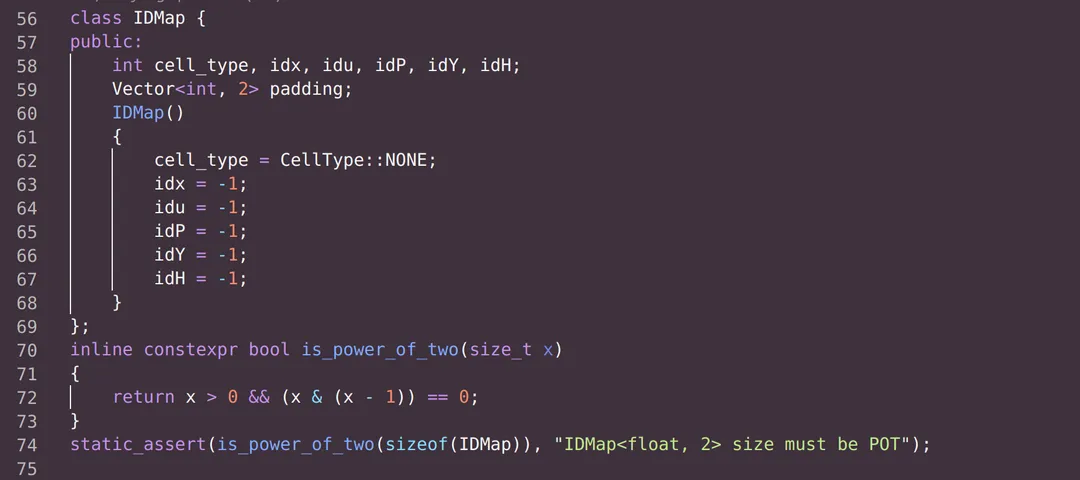 56 class IDMap {
57 public:
58     int cell_type, idx, idu, idP, idY, idH;
59     Vector<int, 2> padding;
60     IDMap()
61     {
62         cell_type = CellType::NONE;
63         idx = -1;
64         idu = -1;
65         idP = -1;
66         idY = -1;
67         idH = -1;
68     }
69 };
70 inline constexpr bool is_power_of_two(size_t x)
71 {
72     return x > 0 && (x & (x - 1)) == 0;
73 }
74 static_assert(is_power_of_two(sizeof(IDMap)), "IDMap<float, 2> size must be POT");
75